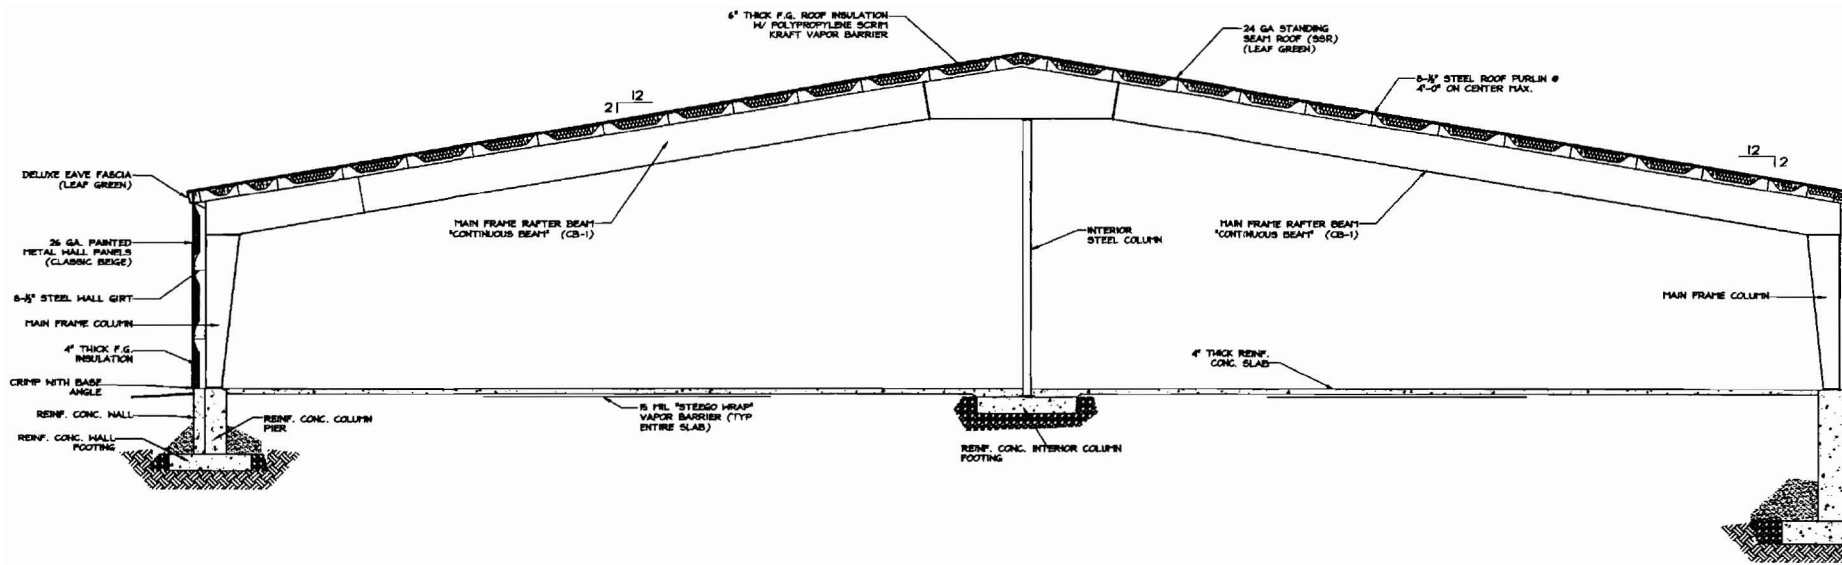 6" THICK F.G. ROOF INSULATION
W/ POLYPROPYLENE SCRIM
KRAFT VAPOR BARRIER
24 GA STANDING
SEAM ROOF (SSR)
(LEAF GREEN)
8-½" STEEL ROOF PURLIN @
4'-0" ON CENTER MAX.
12
2
12
2
DELUXE EAVE FASCIA
(LEAF GREEN)
MAIN FRAME RAFTER BEAM
"CONTINUOUS BEAM" (CB-1)
MAIN FRAME RAFTER BEAM
"CONTINUOUS BEAM" (CB-1)
INTERIOR
STEEL COLUMN
26 GA. PAINTED
METAL WALL PANELS
(CLASSIC BEIGE)
8-½" STEEL WALL GIRT
MAIN FRAME COLUMN
MAIN FRAME COLUMN
4" THICK F.G.
INSULATION
4" THICK REINF.
CONC. SLAB
CRIMP WITH BASE
ANGLE
REINF. CONC. WALL
REINF. CONC. COLUMN
PIER
15 MIL "STEEGO WRAP"
VAPOR BARRIER (TYP
ENTIRE SLAB)
REINF. CONC. WALL
FOOTING
REINF. CONC. INTERIOR COLUMN
FOOTING